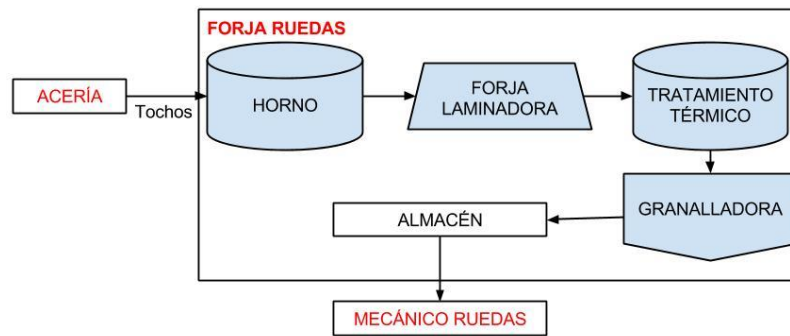 FORJA RUEDAS
ACERÍA
Tochos
HORNO
FORJA
LAMINADORA
TRATAMIENTO
TÉRMICO
GRANALLADORA
ALMACÉN
MECÁNICO RUEDAS